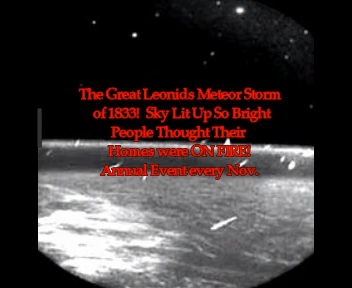 The Great Leonids Meteor Storm
of 1833! Sky Lit Up So Bright
People Thought Their
Homes were ON FIRE!
Annual Event every Nov.